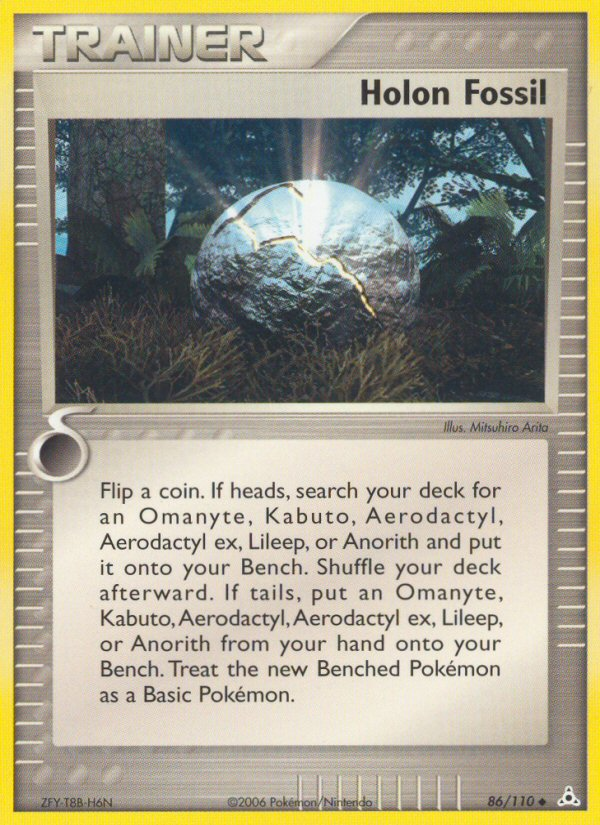 TRAINER
Holon Fossil
Illus. Mitsuhiro Arita
Flip a coin. If heads, search your deck for
an Omanyte, Kabuto, Aerodactyl,
Aerodactyl ex, Lileep, or Anorith and put
it onto your Bench. Shuffle your deck
afterward. If tails, put an Omanyte,
Kabuto, Aerodactyl, Aerodactyl ex, Lileep,
or Anorith from your hand onto your
Bench. Treat the new Benched Pokémon
as a Basic Pokémon.
ZFY-T8B-H6N ©2006 Pokémon/Nintendo 86/110